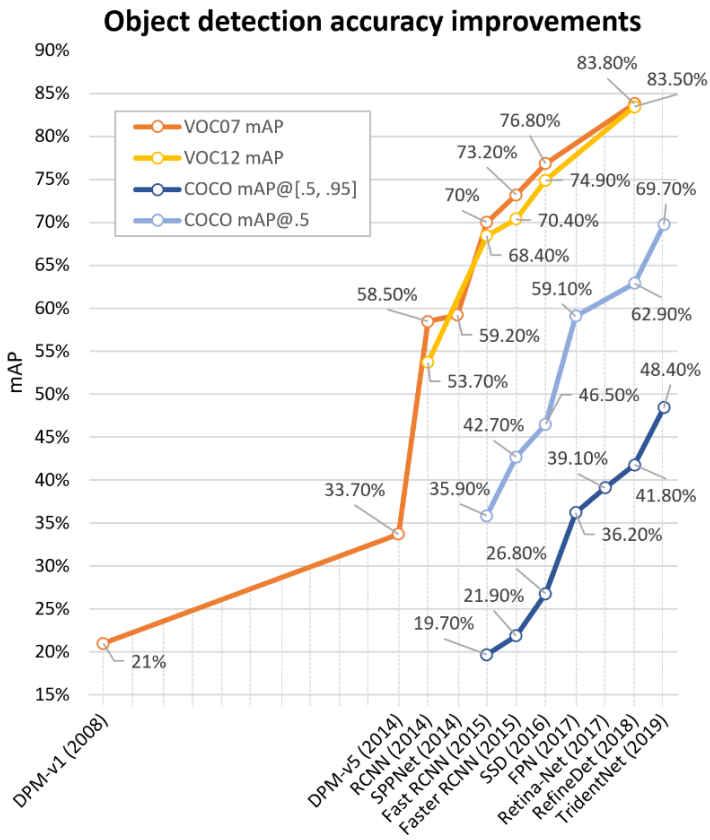 Object detection accuracy improvements
90%
85%
80%
75%
70%
65%
60%
55%
50%
45%
40%
35%
30%
25%
20%
15%
mAP
VOC07 mAP
VOC12 mAP
COCO mAP@[.5, .95]
COCO mAP@.5
83.80%
83.50%
76.80%
73.20%
74.90%
70%
70.40%
69.70%
68.40%
58.50%
59.10%
62.90%
59.20%
53.70%
48.40%
46.50%
42.70%
39.10%
41.80%
35.90%
33.70%
36.20%
26.80%
21.90%
19.70%
21%
DPM-v1 (2008)
DPM-v5 (2014)
RCNN (2014)
SPPNet (2014)
Fast RCNN (2015)
Faster RCNN (2015)
SSD (2016)
FPN (2017)
Retina-Net (2017)
RefineDet (2018)
TridentNet (2019)